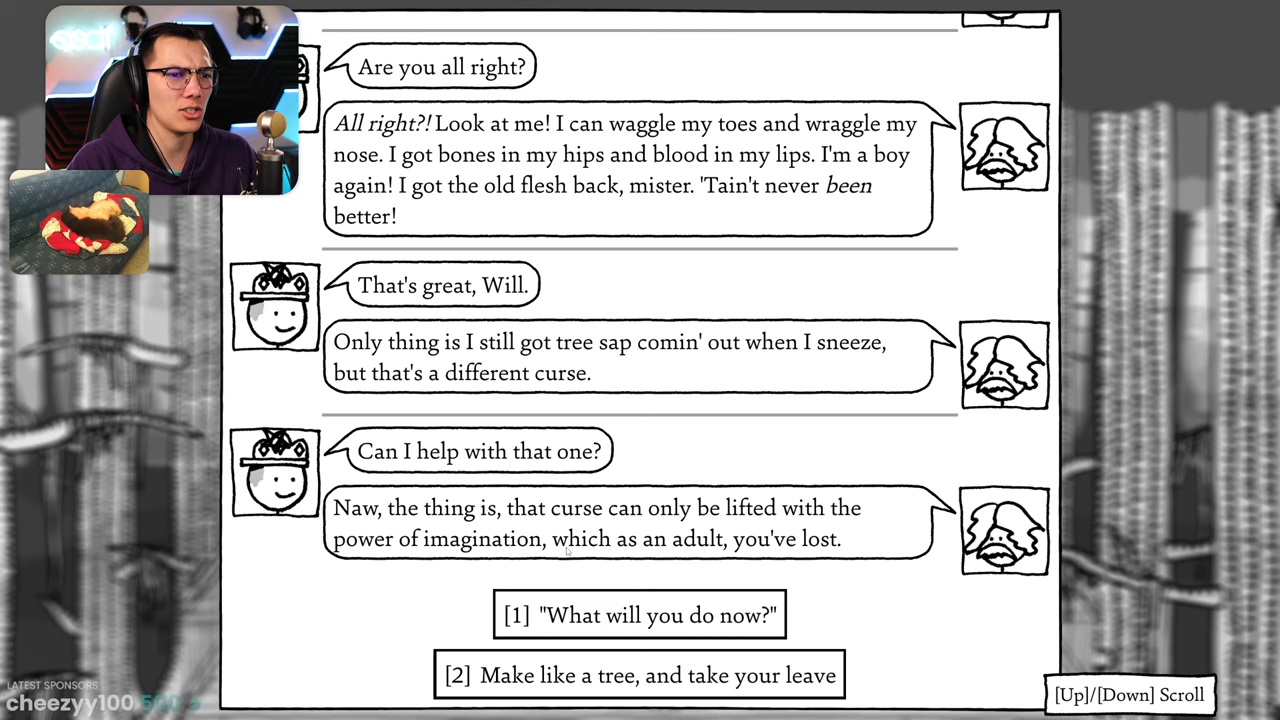 Are you all right?
All right?! Look at me! I can waggle my toes and wraggle my
nose. I got bones in my hips and blood in my lips. I'm a boy
again! I got the old flesh back, mister. 'Tain't never been
better!
That's great, Will.
Only thing is I still got tree sap comin' out when I sneeze,
but that's a different curse.
Can I help with that one?
Naw, the thing is, that curse can only be lifted with the
power of imagination, which as an adult, you've lost.
[1] "What will you do now?"
[2] Make like a tree, and take your leave
[Up]/[Down] Scroll
LATEST SPONSORS
cheezyy100 500